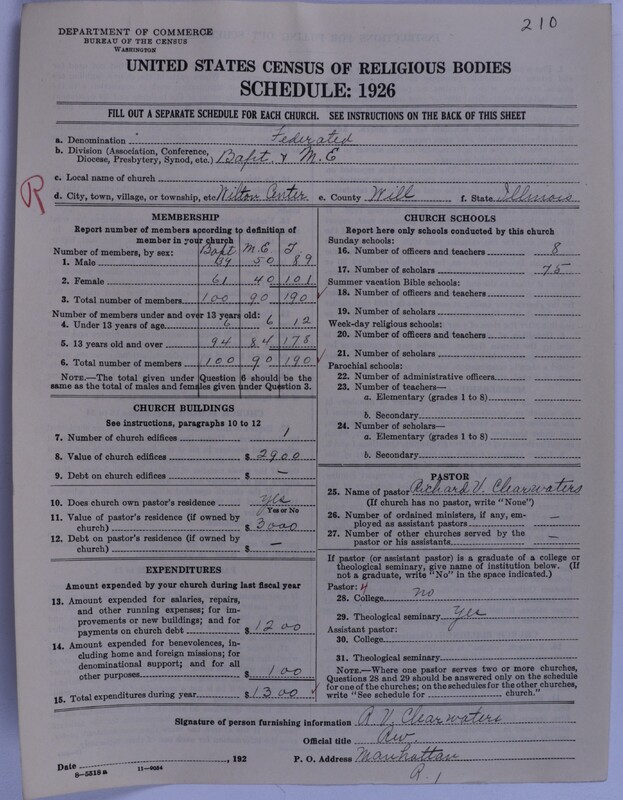 210
DEPARTMENT OF COMMERCE
BUREAU OF THE CENSUS
WASHINGTON
UNITED STATES CENSUS OF RELIGIOUS BODIES
SCHEDULE: 1926
FILL OUT A SEPARATE SCHEDULE FOR EACH CHURCH. SEE INSTRUCTIONS ON THE BACK OF THIS SHEET
a. Denomination Federated
b. Division (Association, Conference, Diocese, Presbytery, Synod, etc.) Bapt. & M.E
c. Local name of church
R
d. City, town, village, or township, etc. Wilton Center e. County Will f. State Illinois
MEMBERSHIP
Report number of members according to definition of
member in your church
Number of members, by sex: Bapt M.E. T.
1. Male 39 50 89
2. Female 61 40 101
3. Total number of members 100 90 190
Number of members under and over 13 years old:
4. Under 13 years of age 6 6 12
5. 13 years old and over 94 84 178
6. Total number of members 100 90 190
NOTE.—The total given under Question 6 should be the
same as the total of males and females given under Question 3.
CHURCH BUILDINGS
See instructions, paragraphs 10 to 12
7. Number of church edifices 1
8. Value of church edifices $ 2900
9. Debt on church edifices $ —
10. Does church own pastor's residence yes
Yes or No
11. Value of pastor's residence (if owned by
church) $ 3000
12. Debt on pastor's residence (if owned by
church) $ —
EXPENDITURES
Amount expended by your church during last fiscal year
13. Amount expended for salaries, repairs,
and other running expenses; for im-
provements or new buildings; and for
payments on church debt $ 1200
14. Amount expended for benevolences, in-
cluding home and foreign missions; for
denominational support; and for all
other purposes $ 100
15. Total expenditures during year $ 1300
CHURCH SCHOOLS
Report here only schools conducted by this church
Sunday schools:
16. Number of officers and teachers 8
17. Number of scholars 75
Summer vacation Bible schools:
18. Number of officers and teachers
19. Number of scholars
Week-day religious schools:
20. Number of officers and teachers
21. Number of scholars
Parochial schools:
22. Number of administrative officers
23. Number of teachers—
a. Elementary (grades 1 to 8)
b. Secondary
24. Number of scholars—
a. Elementary (grades 1 to 8)
b. Secondary
PASTOR
25. Name of pastor Richard V. Clearwaters
(If church has no pastor, write "None")
26. Number of ordained ministers, if any, em-
ployed as assistant pastors —
27. Number of other churches served by the
pastor or his assistants —
If pastor (or assistant pastor) is a graduate of a college or
theological seminary, give name of institution below. (If
not a graduate, write "No" in the space indicated.)
Pastor:
28. College no
29. Theological seminary Yes
Assistant pastor:
30. College
31. Theological seminary
NOTE.—Where one pastor serves two or more churches,
Questions 28 and 29 should be answered only on the schedule
for one of the churches; on the schedules for the other churches,
write "See schedule for church."
Signature of person furnishing information R. V. Clearwaters
Official title Rev.
Date , 192 P. O. Address Manhattan
8—5518 a 11—9064 R. 1